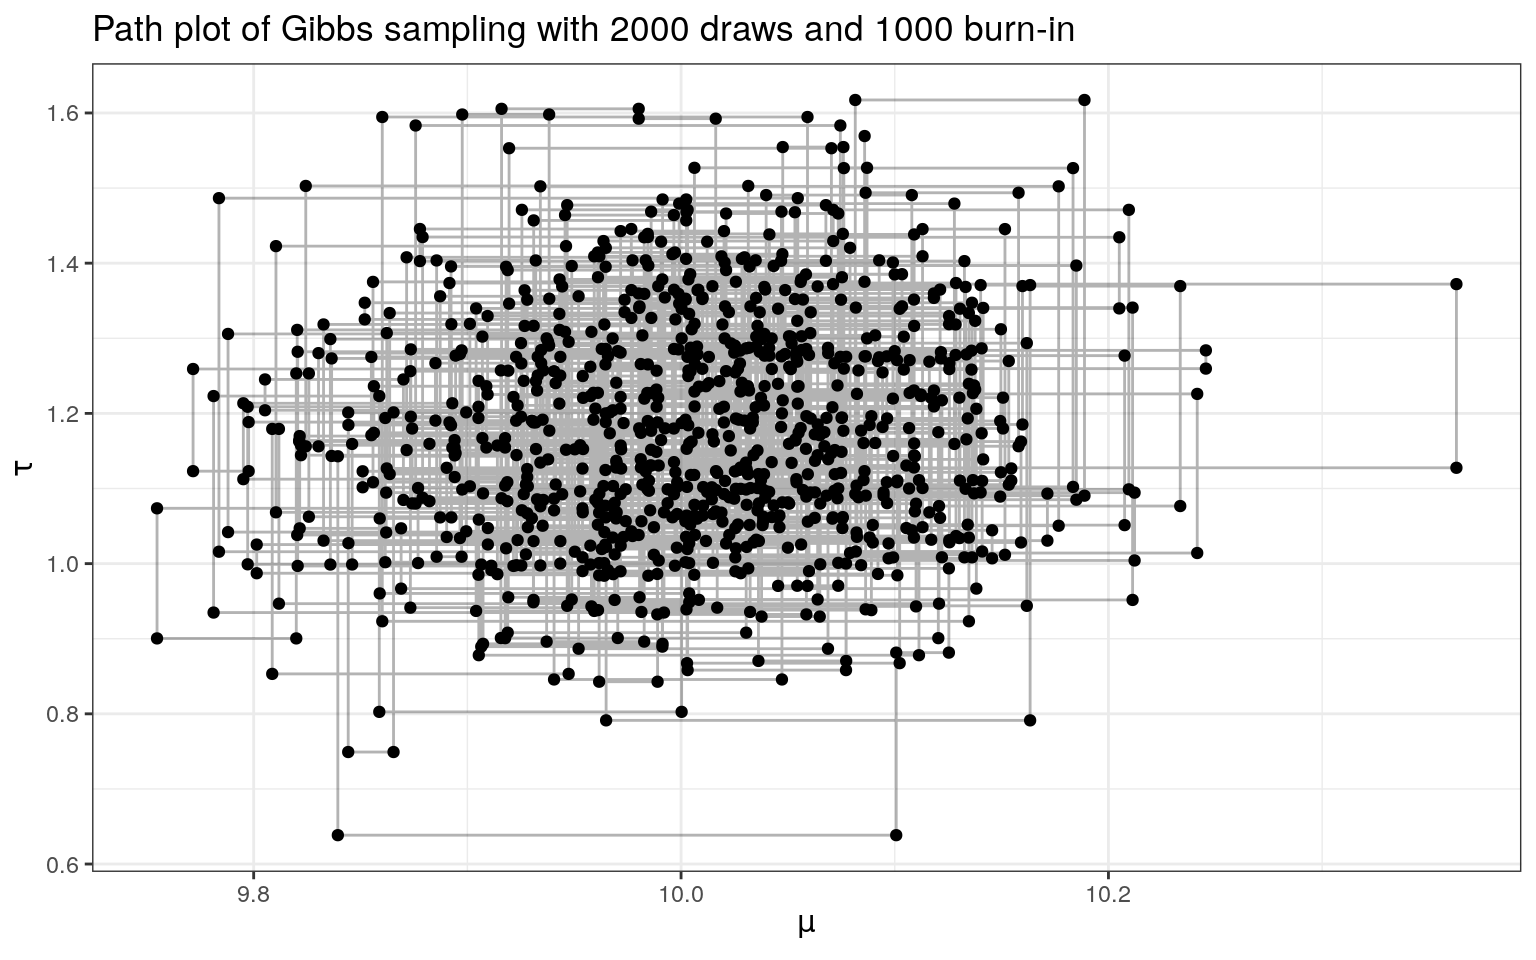 Path plot of Gibbs sampling with 2000 draws and 1000 burn-in
1.6
1.4
1.2
1.0
0.8
0.6
τ
9.8 10.0 10.2
μ